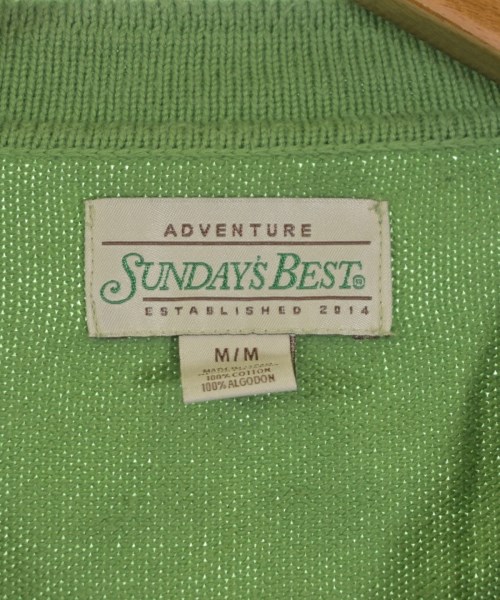 ADVENTURE
SUNDAY'S BEST®
ESTABLISHED 2014
M/M
100% COTTON
100% ALGODON